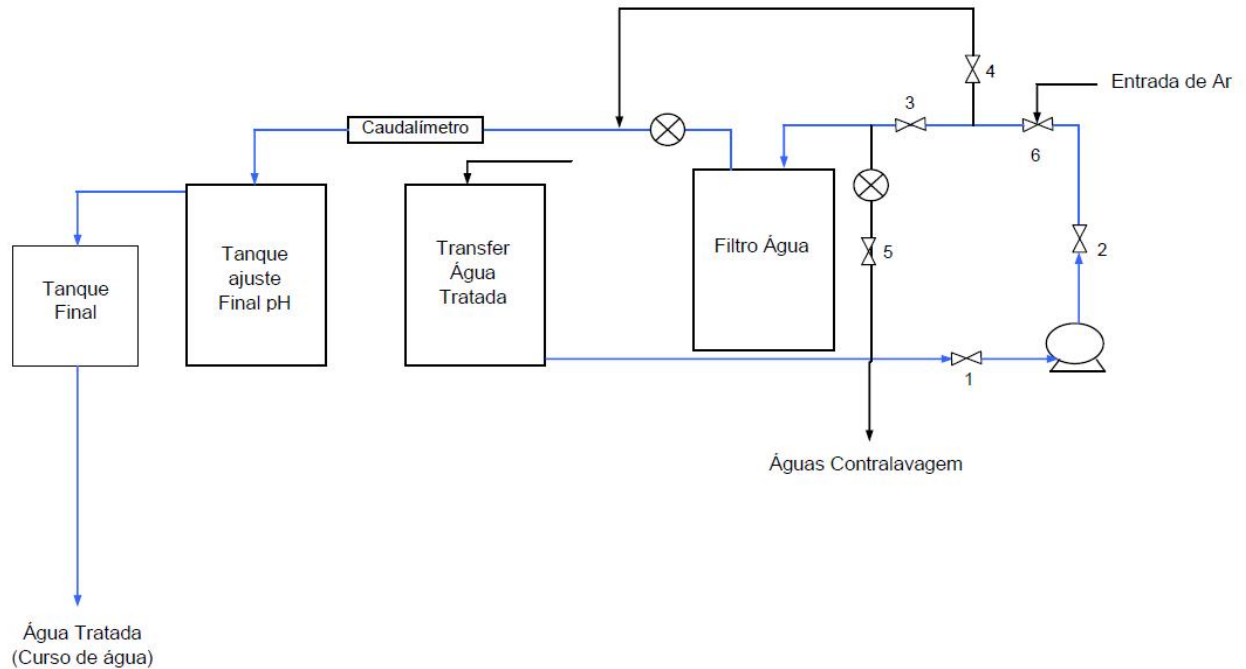 4
Entrada de Ar
3
Caudalímetro
6
Tanque
ajuste
Final pH
Transfer
Água
Tratada
Filtro Água
5
2
Tanque
Final
1
Águas Contralavagem
Água Tratada
(Curso de água)